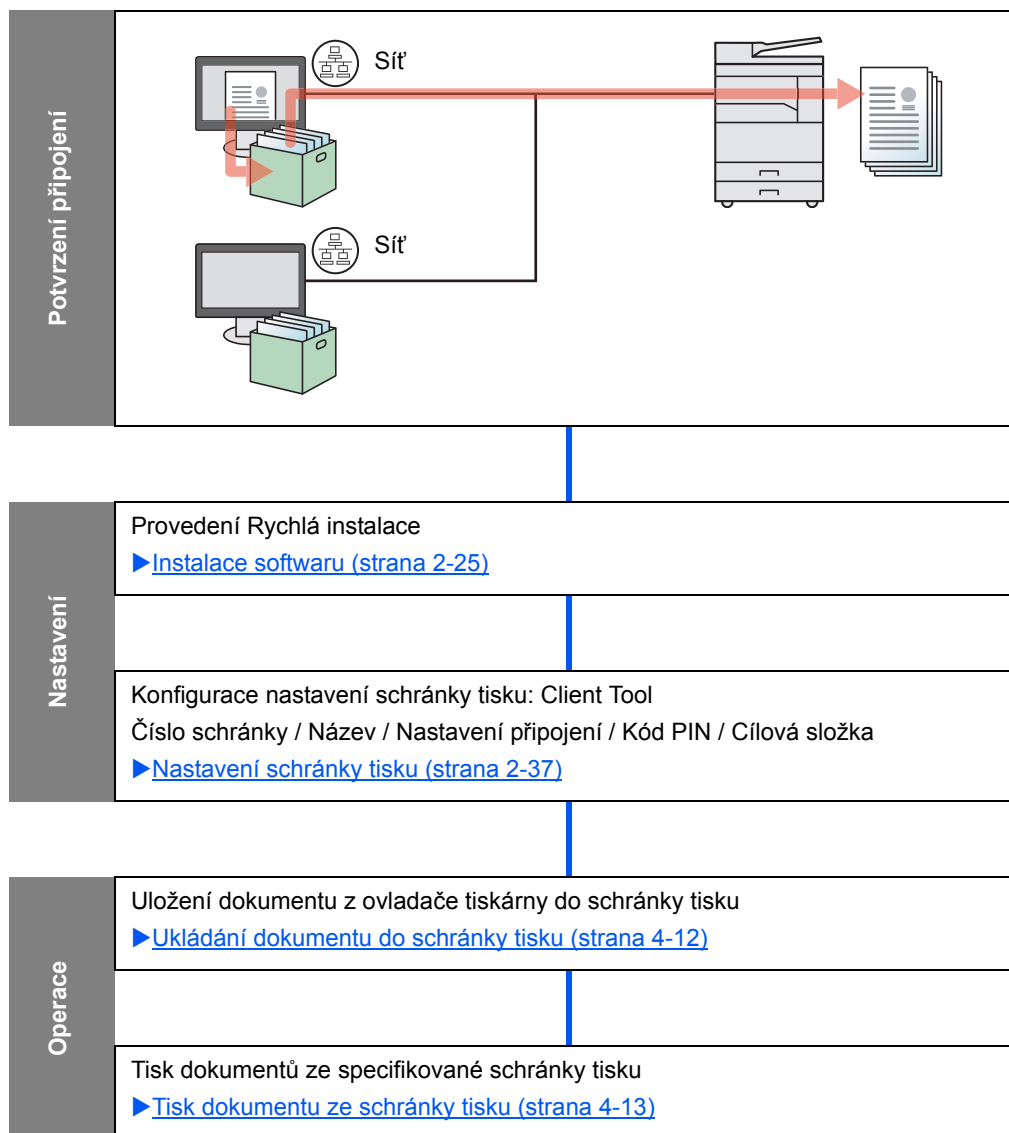 Potvrzení připojení
Síť
Síť
Nastavení
Provedení Rychlá instalace
▶Instalace softwaru (strana 2-25)
Konfigurace nastavení schránky tisku: Client Tool
Číslo schránky / Název / Nastavení připojení / Kód PIN / Cílová složka
▶Nastavení schránky tisku (strana 2-37)
Operace
Uložení dokumentu z ovladače tiskárny do schránky tisku
▶Ukládání dokumentu do schránky tisku (strana 4-12)
Tisk dokumentů ze specifikované schránky tisku
▶Tisk dokumentu ze schránky tisku (strana 4-13)